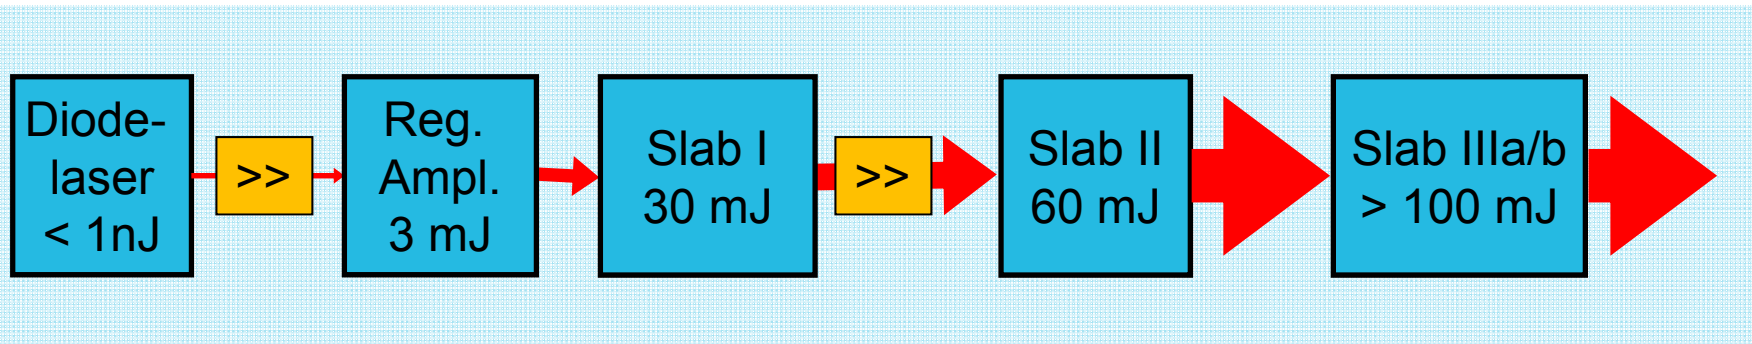 Diode-
laser
< 1nJ
>>
Reg.
Ampl.
3 mJ
Slab I
30 mJ
>>
Slab II
60 mJ
Slab IIIa/b
> 100 mJ